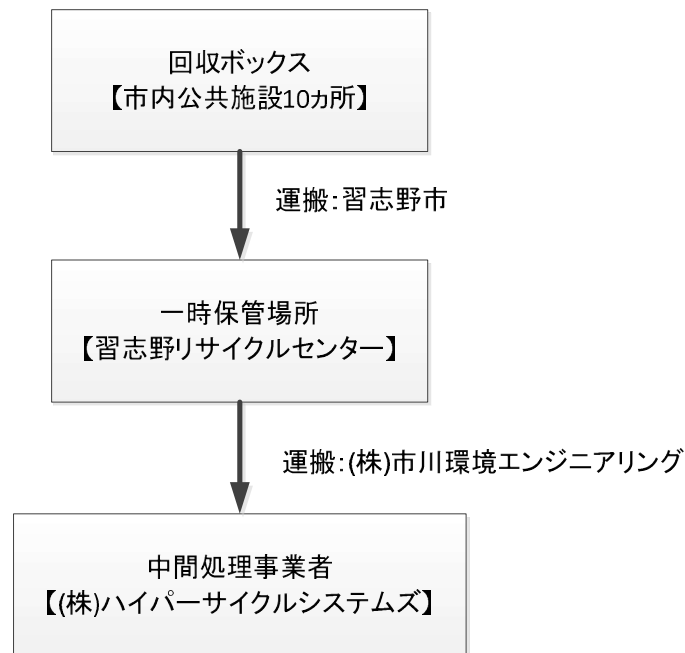 回収ボックス
【市内公共施設10ヵ所】
運搬：習志野市
一時保管場所
【習志野リサイクルセンター】
運搬：(株)市川環境エンジニアリング
中間処理事業者
【(株)ハイパーサイクルシステムズ】